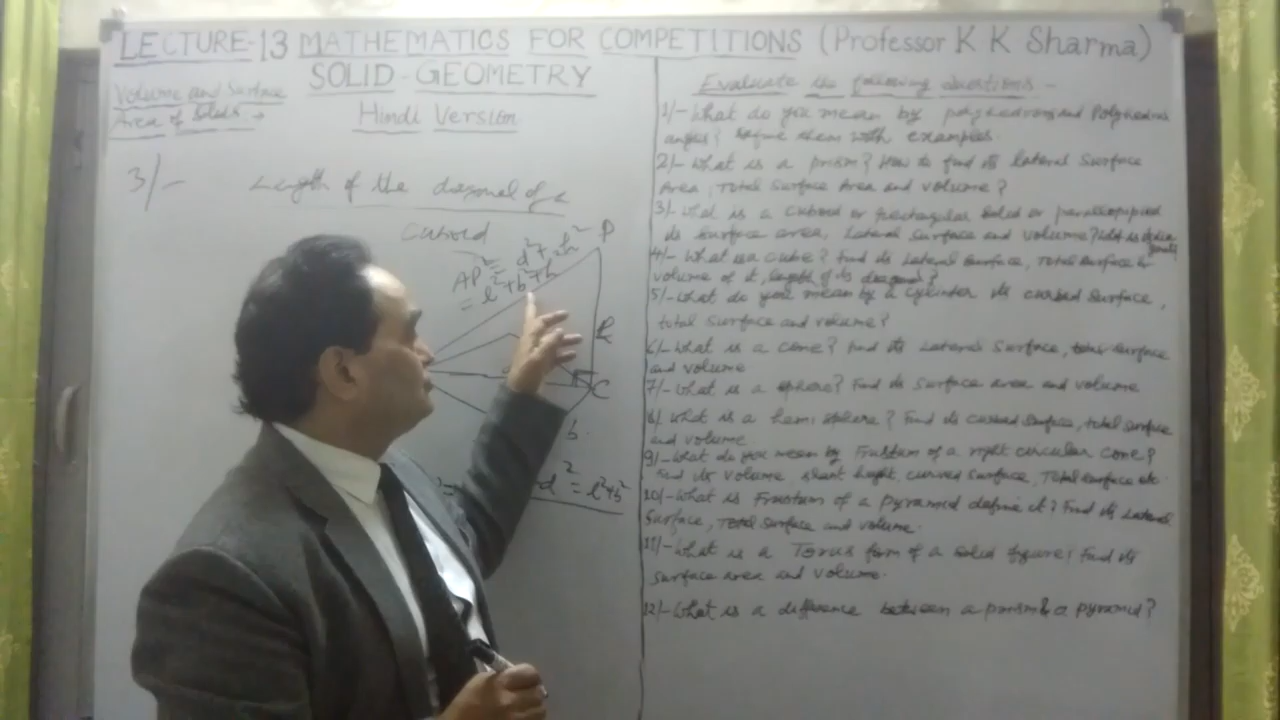 LECTURE-13 MATHEMATICS FOR COMPETITIONS (Professor K K Sharma)
SOLID-GEOMETRY
Volume and Surface
Area of Solids →
Hindi Version
3/- Length of the diagonal of a
Cuboid
AP² = d² + h²
= l² + b² + h²
P
h
C
b
d² = l² + b²
Evaluate the following questions -
1/- What do you mean by polyhedrons and Polyhedral
angles? Define them with examples.
2/- What is a prism? How to find its lateral Surface
Area, Total Surface Area and volume?
3/- What is a cuboid or Rectangular Solid or parallelopiped
its surface area, Lateral surface and volume?
4/- What is a cube? Find its Lateral Surface, Total surface &
volume of it, length of its diagonal?
5/- What do you mean by a cylinder its curved surface,
total surface and volume?
6/- What is a Cone? Find its Lateral Surface, total surface
and volume
7/- What is a sphere? Find its surface area and volume
8/ What is a hemi sphere? Find its curved surface, total surface
and volume
9/- What do you mean by Frustum of a right circular cone?
Find its volume, slant height, curved surface, Total surface etc.
10/- What is Frustum of a pyramid define it? Find its Lateral
Surface, Total surface and volume.
11/- What is a Torus form of a solid figure? Find its
surface area and volume.
12/- What is a difference between a prism & a pyramid?